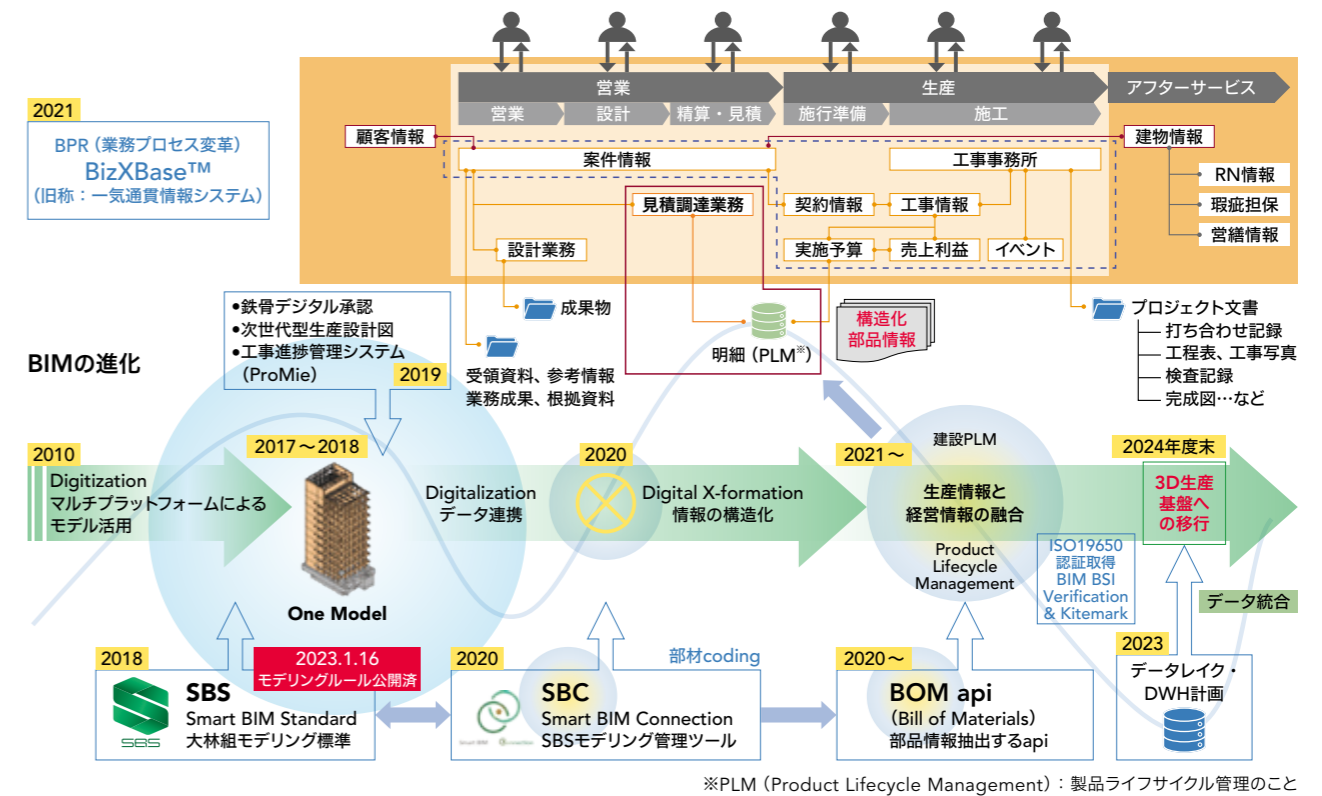 営業
生産
アフターサービス
営業
設計
精算・見積
施行準備
施工
2021
BPR（業務プロセス変革）
BizXBase™
（旧称：一気通貫情報システム）
顧客情報
案件情報
工事事務所
建物情報
RN情報
瑕疵担保
営繕情報
見積調達業務
契約情報
工事情報
設計業務
実施予算
売上利益
イベント
成果物
受領資料、参考情報
業務成果、根拠資料
明細（PLM※）
構造化
部品情報
プロジェクト文書
打ち合わせ記録
工程表、工事写真
検査記録
完成図…など
●鉄骨デジタル承認
●次世代型生産設計図
●工事進捗管理システム
（ProMie）
2019
BIMの進化
2010
Digitization
マルチプラットフォームによる
モデル活用
2017～2018
One Model
Digitalization
データ連携
2020
Digital X-formation
情報の構造化
2021～
建設PLM
生産情報と
経営情報の融合
Product
Lifecycle
Management
2024年度末
3D生産
基盤へ
の移行
ISO19650
認証取得
BIM BSI
Verification
& Kitemark
データ統合
2018
2023.1.16
モデリングルール公開済
SBS
SBS
Smart BIM Standard
大林組モデリング標準
2020
部材coding
SBC
Smart BIM Connection
Smart BIM Connection
SBSモデリング管理ツール
2020～
BOM api
（Bill of Materials）
部品情報抽出するapi
2023
データレイク・
DWH計画
※PLM（Product Lifecycle Management）：製品ライフサイクル管理のこと